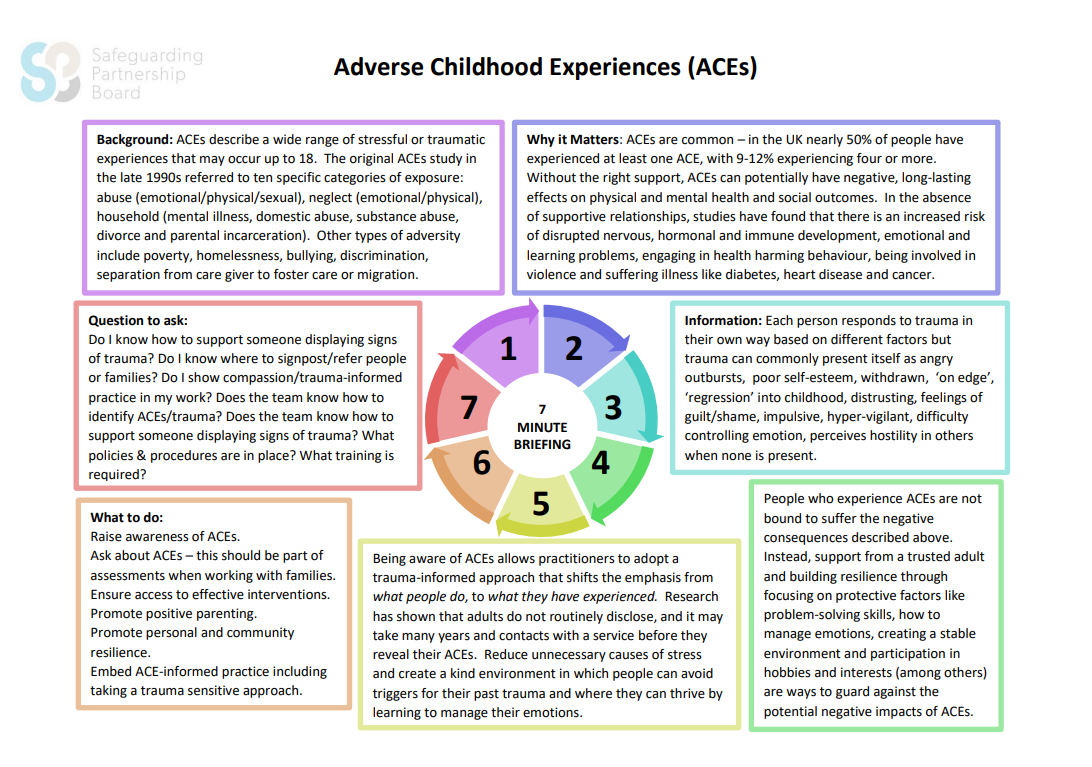 Safeguarding
Partnership
Board
Adverse Childhood Experiences (ACEs)
Background: ACEs describe a wide range of stressful or traumatic
experiences that may occur up to 18. The original ACEs study in
the late 1990s referred to ten specific categories of exposure:
abuse (emotional/physical/sexual), neglect (emotional/physical),
household (mental illness, domestic abuse, substance abuse,
divorce and parental incarceration). Other types of adversity
include poverty, homelessness, bullying, discrimination,
separation from care giver to foster care or migration.
Why it Matters: ACEs are common – in the UK nearly 50% of people have
experienced at least one ACE, with 9-12% experiencing four or more.
Without the right support, ACEs can potentially have negative, long-lasting
effects on physical and mental health and social outcomes. In the absence
of supportive relationships, studies have found that there is an increased risk
of disrupted nervous, hormonal and immune development, emotional and
learning problems, engaging in health harming behaviour, being involved in
violence and suffering illness like diabetes, heart disease and cancer.
Question to ask:
Do I know how to support someone displaying signs
of trauma? Do I know where to signpost/refer people
or families? Do I show compassion/trauma-informed
practice in my work? Does the team know how to
identify ACEs/trauma? Does the team know how to
support someone displaying signs of trauma? What
policies & procedures are in place? What training is
required?
1
2
3
4
5
6
7
7
MINUTE
BRIEFING
Information: Each person responds to trauma in
their own way based on different factors but
trauma can commonly present itself as angry
outbursts, poor self-esteem, withdrawn, ‘on edge’,
‘regression’ into childhood, distrusting, feelings of
guilt/shame, impulsive, hyper-vigilant, difficulty
controlling emotion, perceives hostility in others
when none is present.
What to do:
Raise awareness of ACEs.
Ask about ACEs – this should be part of
assessments when working with families.
Ensure access to effective interventions.
Promote positive parenting.
Promote personal and community
resilience.
Embed ACE-informed practice including
taking a trauma sensitive approach.
Being aware of ACEs allows practitioners to adopt a
trauma-informed approach that shifts the emphasis from
what people do, to what they have experienced. Research
has shown that adults do not routinely disclose, and it may
take many years and contacts with a service before they
reveal their ACEs. Reduce unnecessary causes of stress
and create a kind environment in which people can avoid
triggers for their past trauma and where they can thrive by
learning to manage their emotions.
People who experience ACEs are not
bound to suffer the negative
consequences described above.
Instead, support from a trusted adult
and building resilience through
focusing on protective factors like
problem-solving skills, how to
manage emotions, creating a stable
environment and participation in
hobbies and interests (among others)
are ways to guard against the
potential negative impacts of ACEs.